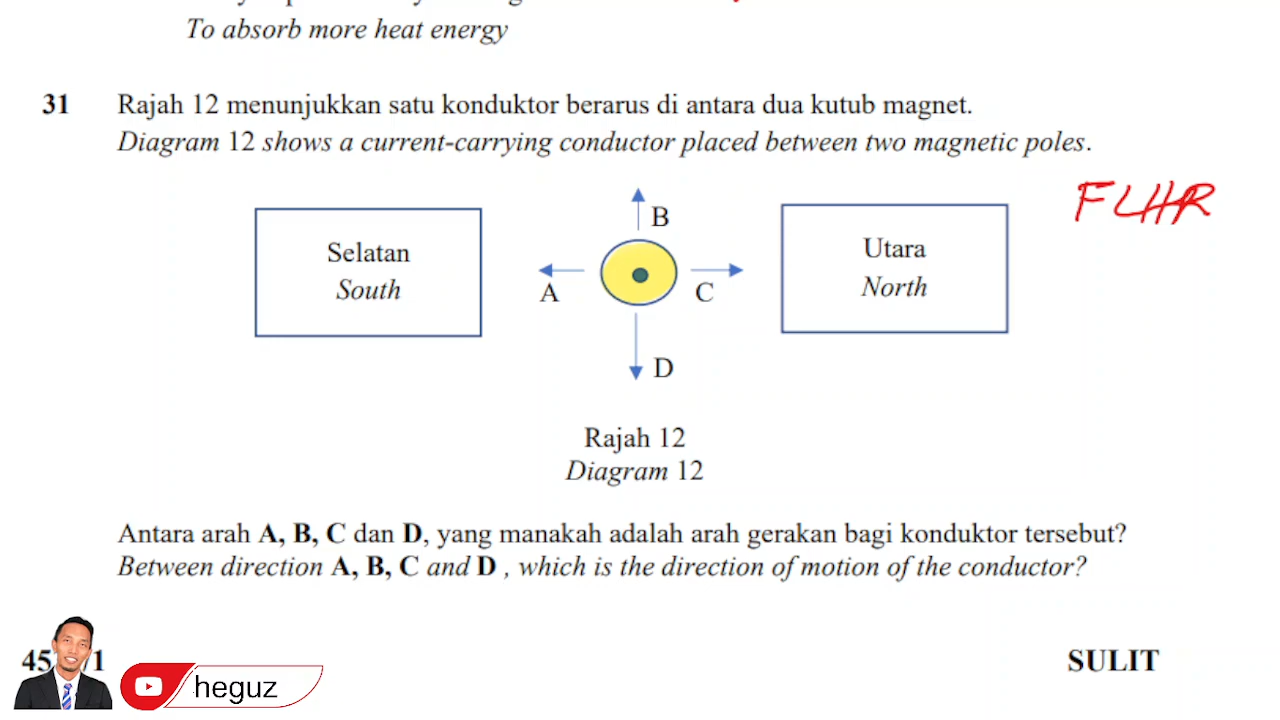 To absorb more heat energy
31 Rajah 12 menunjukkan satu konduktor berarus di antara dua kutub magnet.
Diagram 12 shows a current-carrying conductor placed between two magnetic poles.
FLHR
Selatan
South
B
A
C
D
Utara
North
Rajah 12
Diagram 12
Antara arah A, B, C dan D, yang manakah adalah arah gerakan bagi konduktor tersebut?
Between direction A, B, C and D , which is the direction of motion of the conductor?
SULIT
heguz